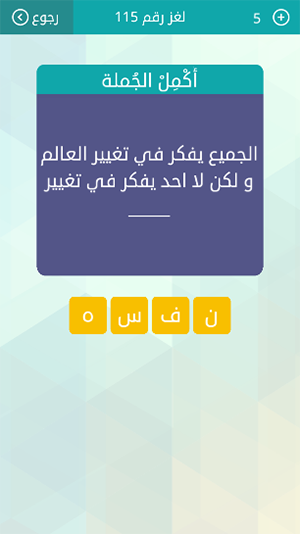 رجوع
لغز رقم 115
5
أكْمِلْ الجُملة
الجميع يفكر في تغيير العالم
و لكن لا احد يفكر في تغيير
______
ن ف س ه